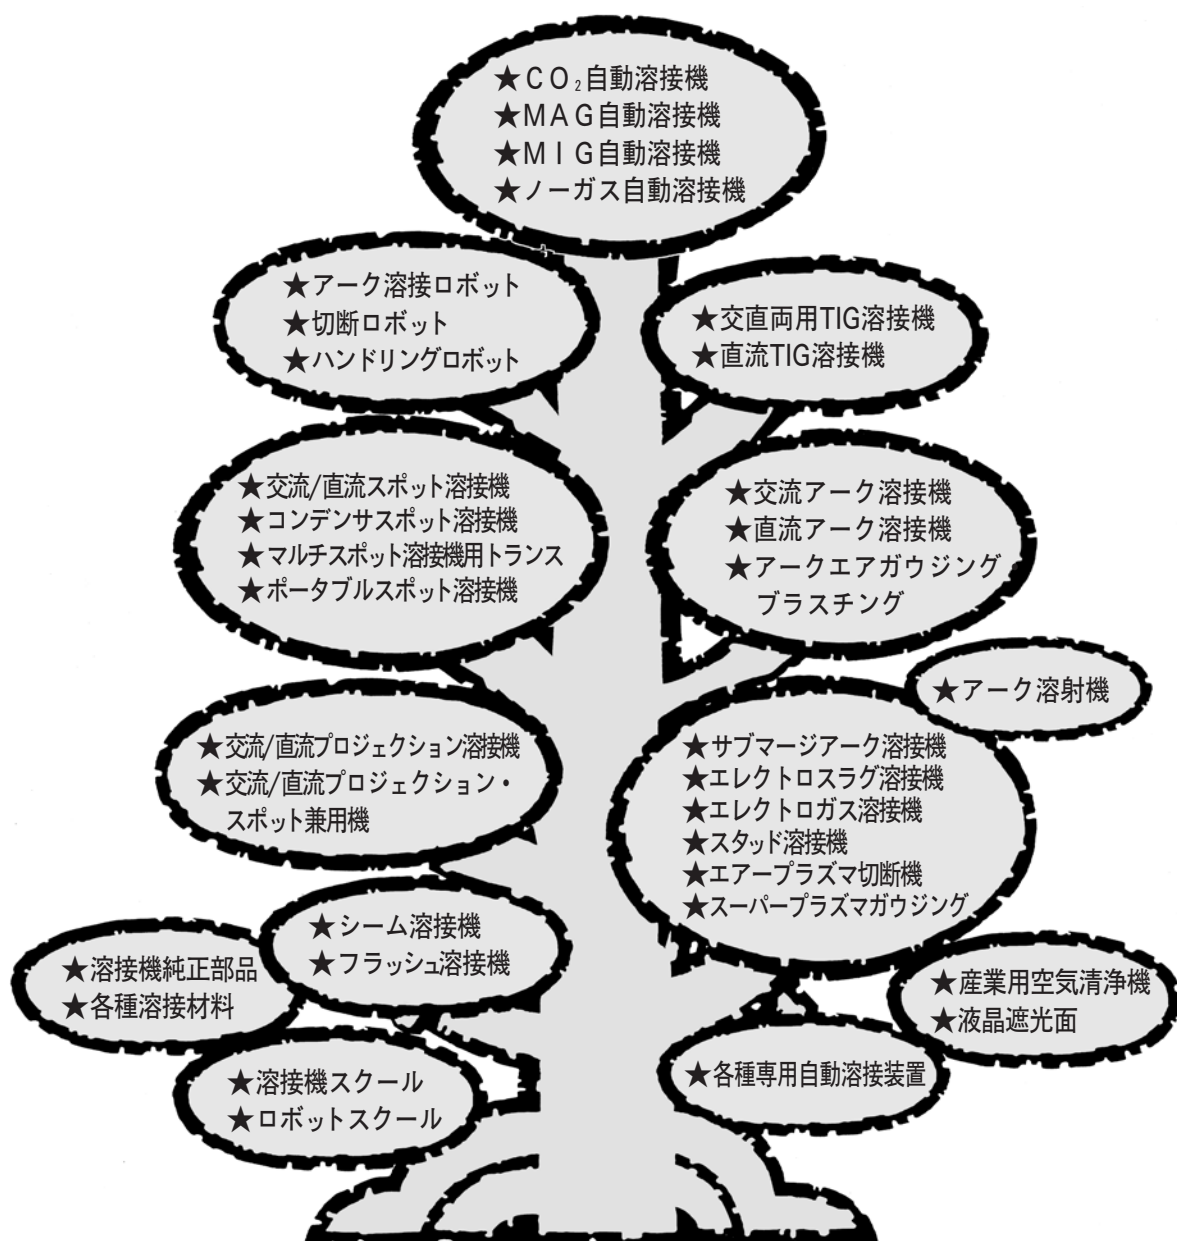 ★CO₂自動溶接機
★MAG自動溶接機
★MIG自動溶接機
★ノーガス自動溶接機
★アーク溶接ロボット
★切断ロボット
★ハンドリングロボット
★交直両用TIG溶接機
★直流TIG溶接機
★交流/直流スポット溶接機
★コンデンサスポット溶接機
★マルチスポット溶接機用トランス
★ポータブルスポット溶接機
★交流アーク溶接機
★直流アーク溶接機
★アークエアガウジング
ブラスチング
★アーク溶射機
★交流/直流プロジェクション溶接機
★交流/直流プロジェクション・
スポット兼用機
★サブマージアーク溶接機
★エレクトロスラグ溶接機
★エレクトロガス溶接機
★スタッド溶接機
★エアープラズマ切断機
★スーパープラズマガウジング
★シーム溶接機
★フラッシュ溶接機
★溶接機純正部品
★各種溶接材料
★産業用空気清浄機
★液晶遮光面
★溶接機スクール
★ロボットスクール
★各種専用自動溶接装置